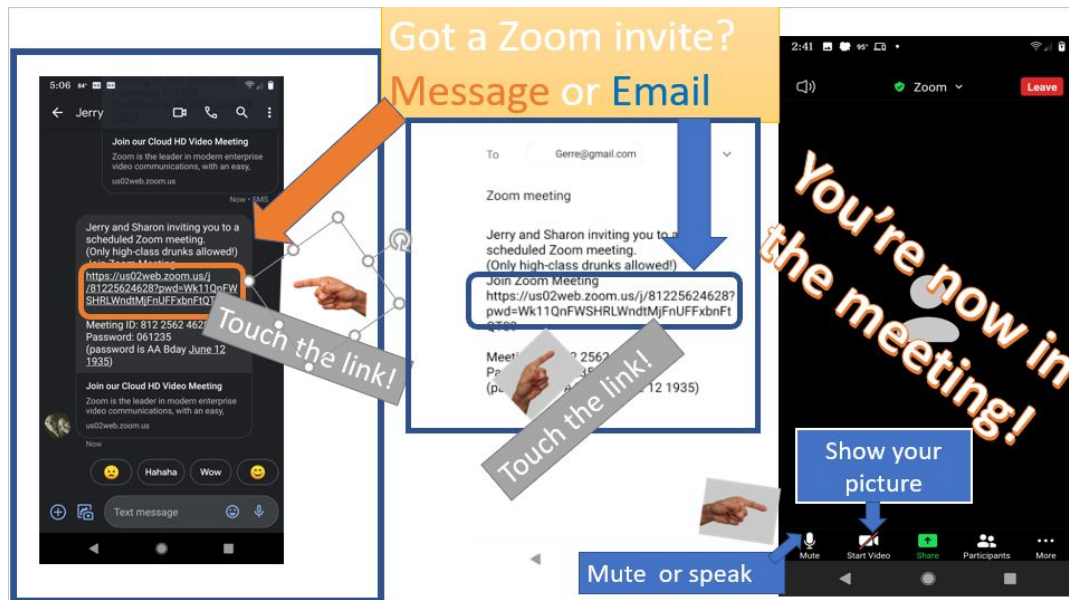 Got a Zoom invite?
Message or Email
5:06
Jerry
Join our Cloud HD Video Meeting
Zoom is the leader in modern enterprise
video communications, with an easy,
us02web.zoom.us
Now • SMS
Jerry and Sharon inviting you to a
scheduled Zoom meeting.
(Only high-class drunks allowed!)
Join Zoom Meeting
https://us02web.zoom.us/j
/81225624628?pwd=Wk11QnFW
SHRLWndtMjFnUFFxbnFtQT
Meeting ID: 812 2562 462
Password: 061235
(password is AA Bday June 12
1935)
Join our Cloud HD Video Meeting
Zoom is the leader in modern enterprise
video communications, with an easy,
us02web.zoom.us
Now
Hahaha
Wow
Text message
Touch the link!
To
Gerre@gmail.com
Zoom meeting
Jerry and Sharon inviting you to a
scheduled Zoom meeting.
(Only high-class drunks allowed!)
Join Zoom Meeting
https://us02web.zoom.us/j/81225624628?
pwd=Wk11QnFWSHRLWndtMjFnUFFxbnFt
2 2562
12 1935)
Touch the link!
2:41
95°
Zoom
Leave
You're now in
the meeting!
Show your
picture
Mute or speak
Mute
Start Video
Share
Participants
More